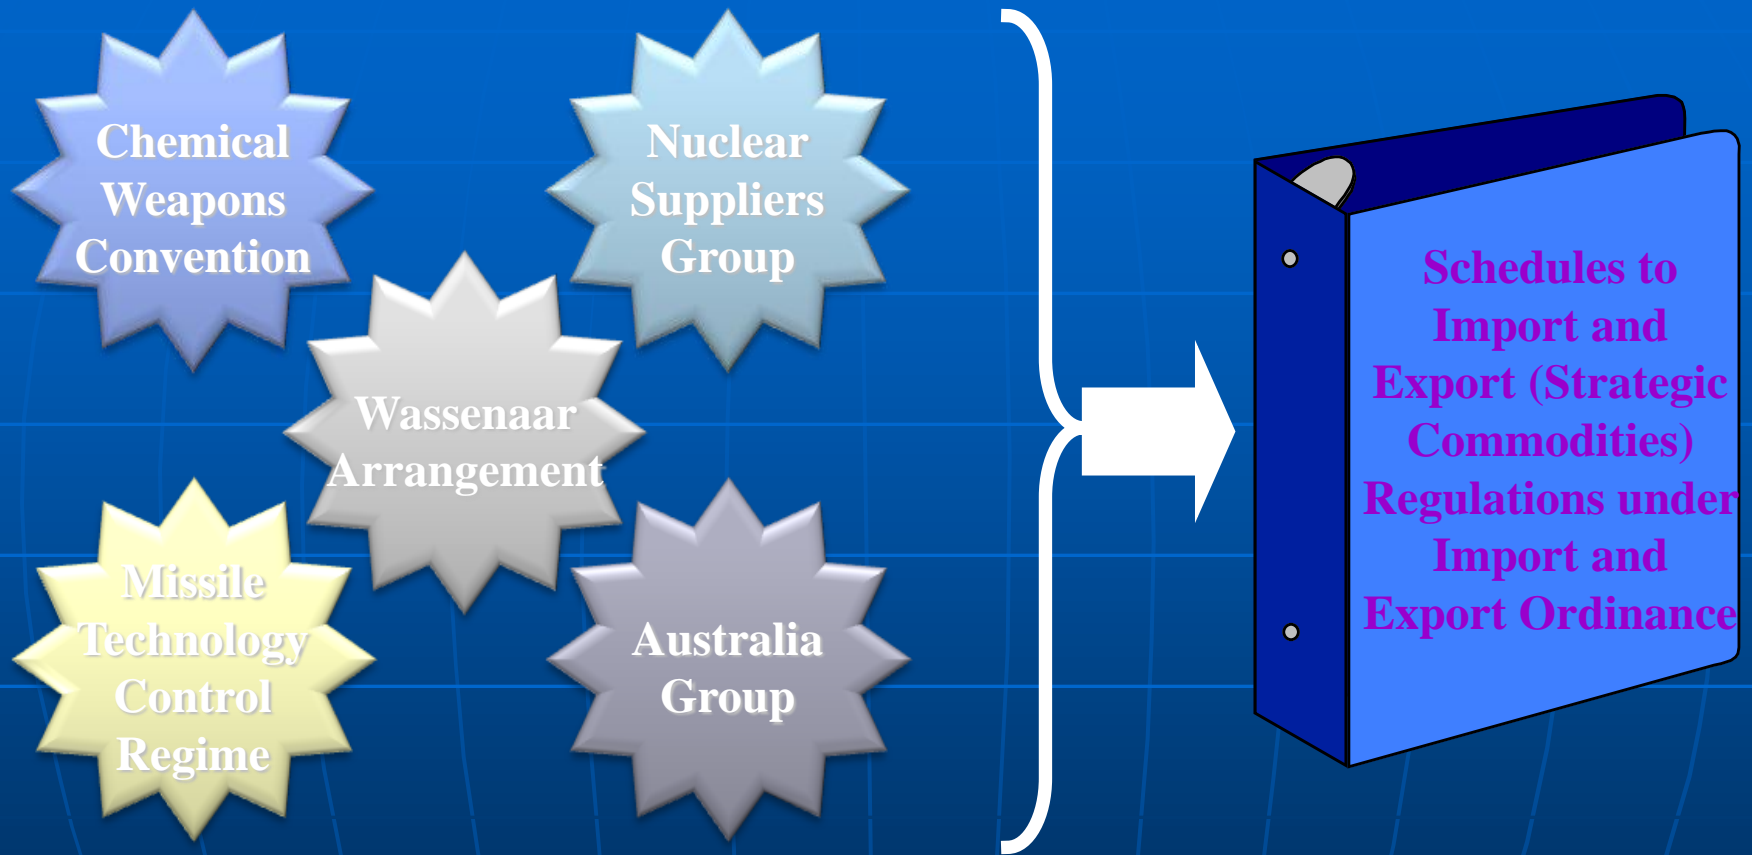 Chemical
Weapons
Convention
Nuclear
Suppliers
Group
Wassenaar
Arrangement
Missile
Technology
Control
Regime
Australia
Group
Schedules to
Import and
Export (Strategic
Commodities)
Regulations under
Import and
Export Ordinance